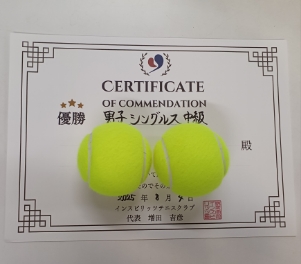 CERTIFICATE
OF COMMENDATION
優勝 男子シングルス中級
殿
2025年8月9日
インスピリッツテニスクラブ
代表 増田 吉彦